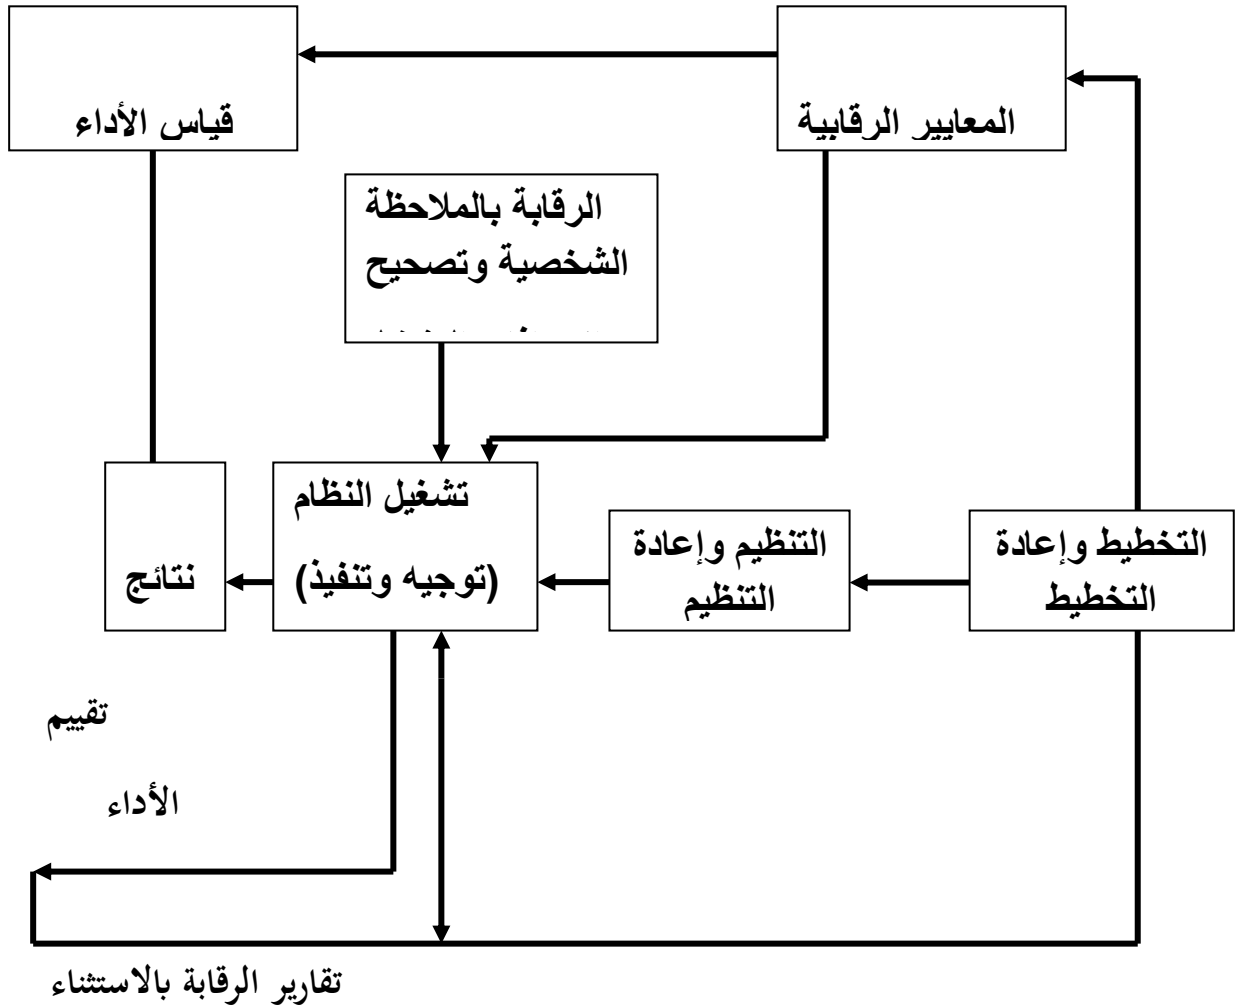 المعايير الرقابية
قياس الأداء
الرقابة بالملاحظة
الشخصية وتصحيح
تشغيل النظام
(توجيه وتنفيذ)
التخطيط وإعادة
التخطيط
التنظيم وإعادة
التنظيم
نتائج
تقييم
الأداء
تقارير الرقابة بالاستثناء